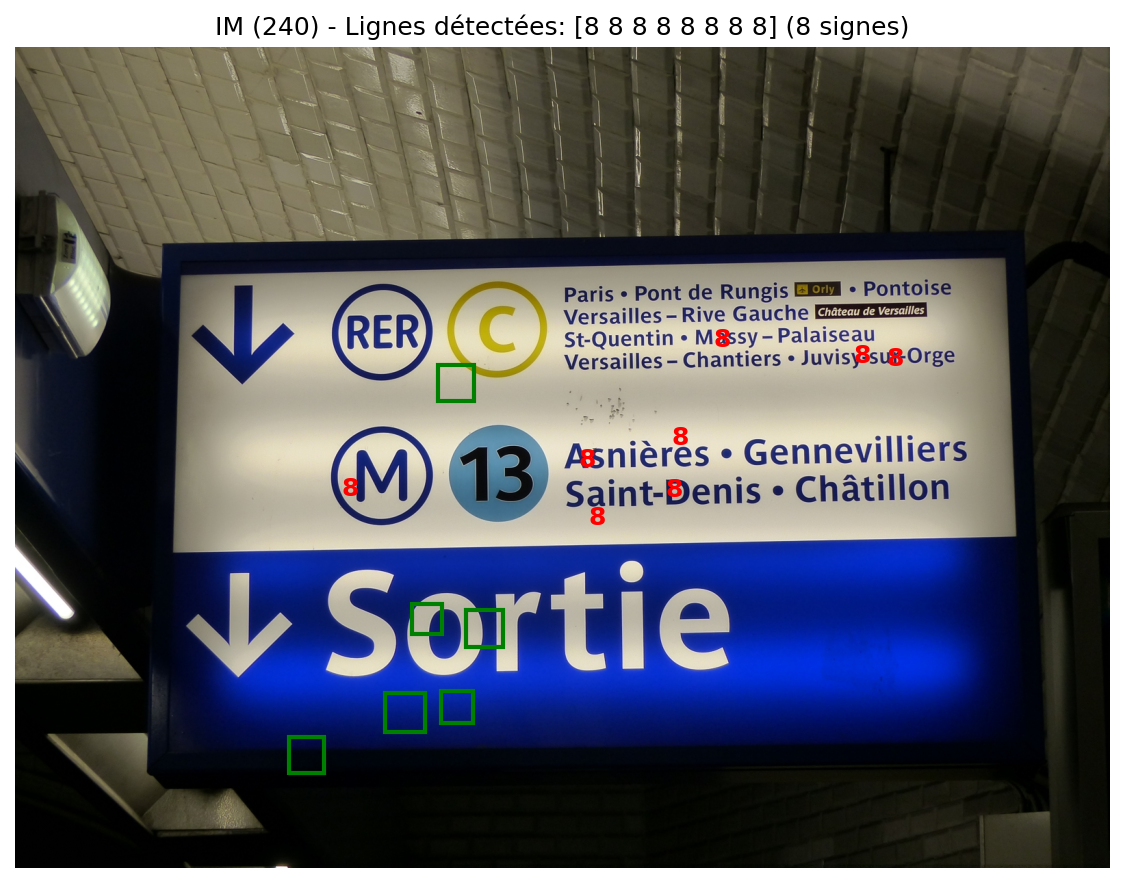 IM (240) - Lignes détectées: [8 8 8 8 8 8 8 8] (8 signes)
RER C
Paris • Pont de Rungis Orly • Pontoise
Versailles – Rive Gauche Château de Versailles
St-Quentin • Massy – Palaiseau
8
Versailles – Chantiers • Juvisy-sur-Orge
8 8
8
M 13
8
Asnières • Gennevilliers
8
Saint-Denis • Châtillon
8
8
Sortie